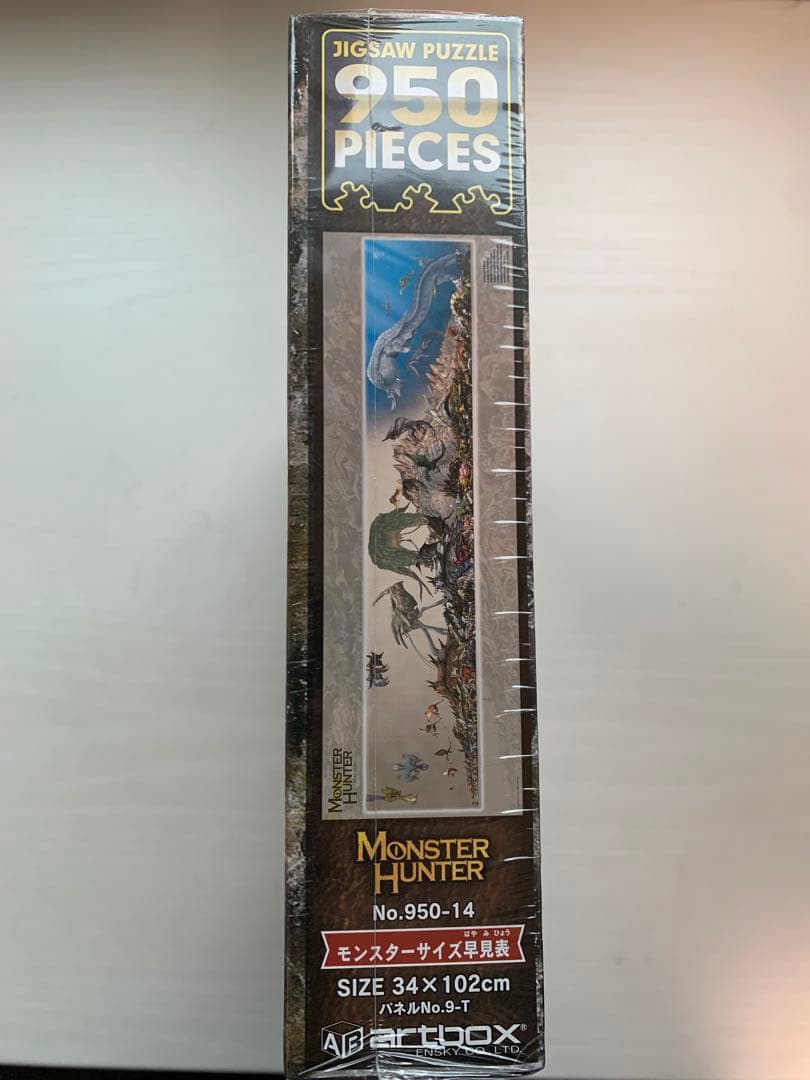 JIGSAW PUZZLE
950
PIECES
MONSTER
HUNTER
MONSTER
HUNTER
No.950-14
はや み ひょう
モンスターサイズ早見表
SIZE 34×102cm
パネルNo.9-T
artbox®
ENSKY CO., LTD.